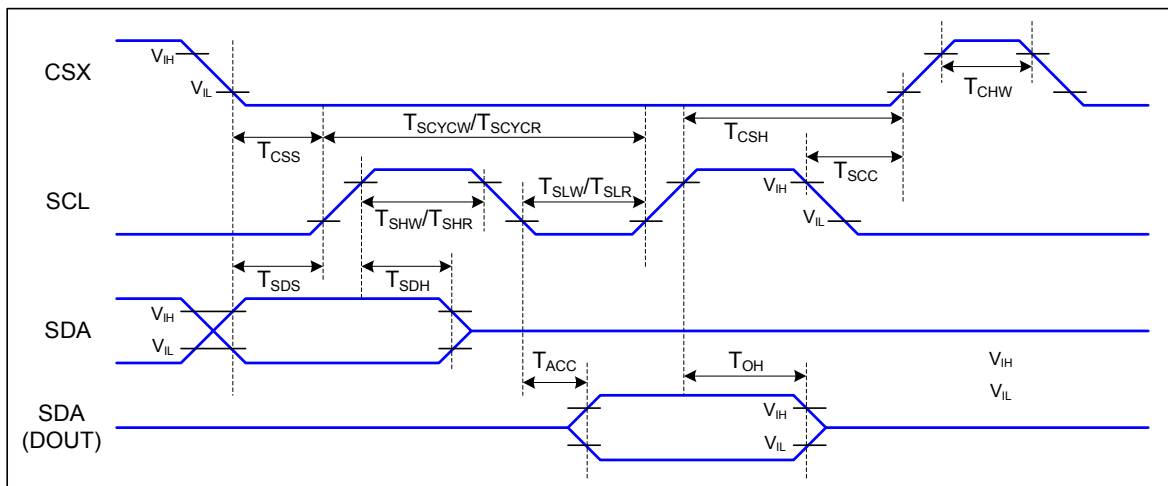 CSX
VIH
VIL
TCHW
TSCYCW/TSCYCR
TCSS
TCSH
TSCC
SCL
TSLW/TSLR
VIH
TSHW/TSHR
VIL
TSDS
TSDH
SDA
VIH
VIL
TACC
TOH
VIH
VIL
SDA
(DOUT)
VIH
VIL